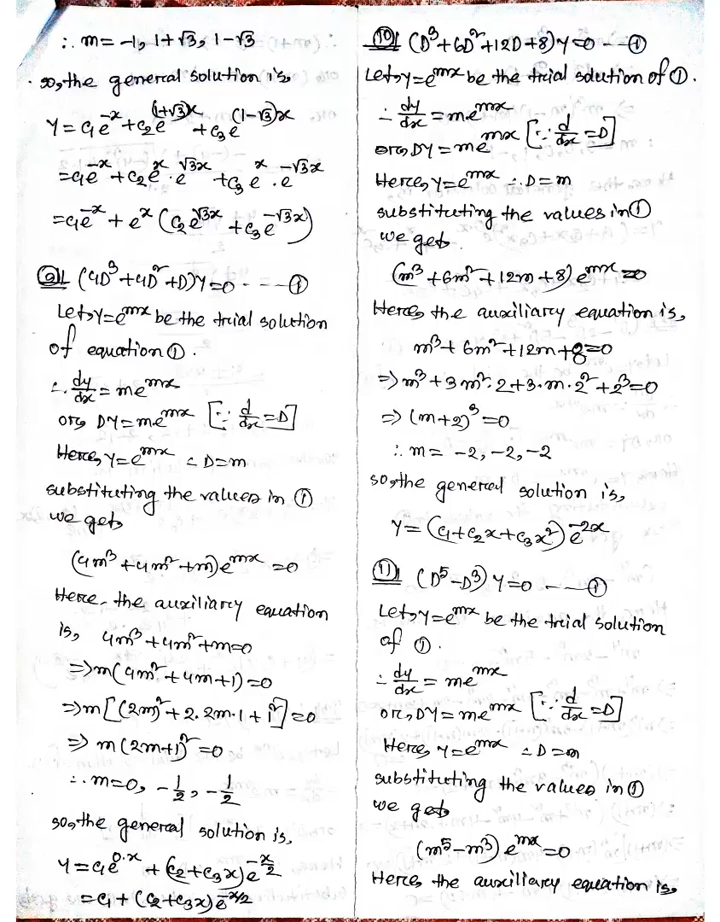 ∴ m = -1, 1+√3, 1-√3
so, the general solution is,
y = c₁e^{-x} + c₂e^{(1+√3)x} + c₃e^{(1-√3)x}
= c₁e^{-x} + c₂e^{x}.e^{√3x} + c₃e^{x}.e^{-√3x}
= c₁e^{-x} + e^{x}(c₂e^{√3x} + c₃e^{-√3x})
⑨ (4D³+4D²+D)y=0 - - - - ①
Let, y=e^{mx} be the trial solution
of equation ①.
∴ dy/dx = me^{mx}
or, Dy = me^{mx} [∵ d/dx = D]
Here, y=e^{mx} ∴ D=m
substituting the values in ①
we get,
(4m³+4m²+m)e^{mx} = 0
Here, the auxiliary equation
is, 4m³+4m²+m=0
⇒ m(4m²+4m+1)=0
⇒ m[(2m)²+2.2m.1+1²]=0
⇒ m(2m+1)²=0
∴ m=0, -1/2, -1/2
so, the general solution is,
y = c₁e^{0.x} + (c₂+c₃x)e^{-x/2}
= c₁ + (c₂+c₃x)e^{-x/2}
⑩ (D³+6D²+12D+8)y=0 - - ①
Let, y=e^{mx} be the trial solution of ①.
∴ dy/dx = me^{mx}
or, Dy = me^{mx} [∵ d/dx = D]
Here, y=e^{mx} ∴ D=m
substituting the values in ①
we get,
(m³+6m²+12m+8)e^{mx}=0
Here, the auxiliary equation is,
m³+6m²+12m+8=0
⇒ m³+3m².2+3.m.2²+2³=0
⇒ (m+2)³=0
∴ m = -2, -2, -2
so, the general solution is,
y = (c₁+c₂x+c₃x²)e^{-2x}
⑪ (D⁵-D³)y=0 - - - ①
Let, y=e^{mx} be the trial solution
of ①.
∴ dy/dx = me^{mx}
or, Dy = me^{mx} [∵ d/dx = D]
Here, y=e^{mx} ∴ D=m
substituting the values in ①
we get
(m⁵-m³)e^{mx}=0
Here, the auxiliary equation is,